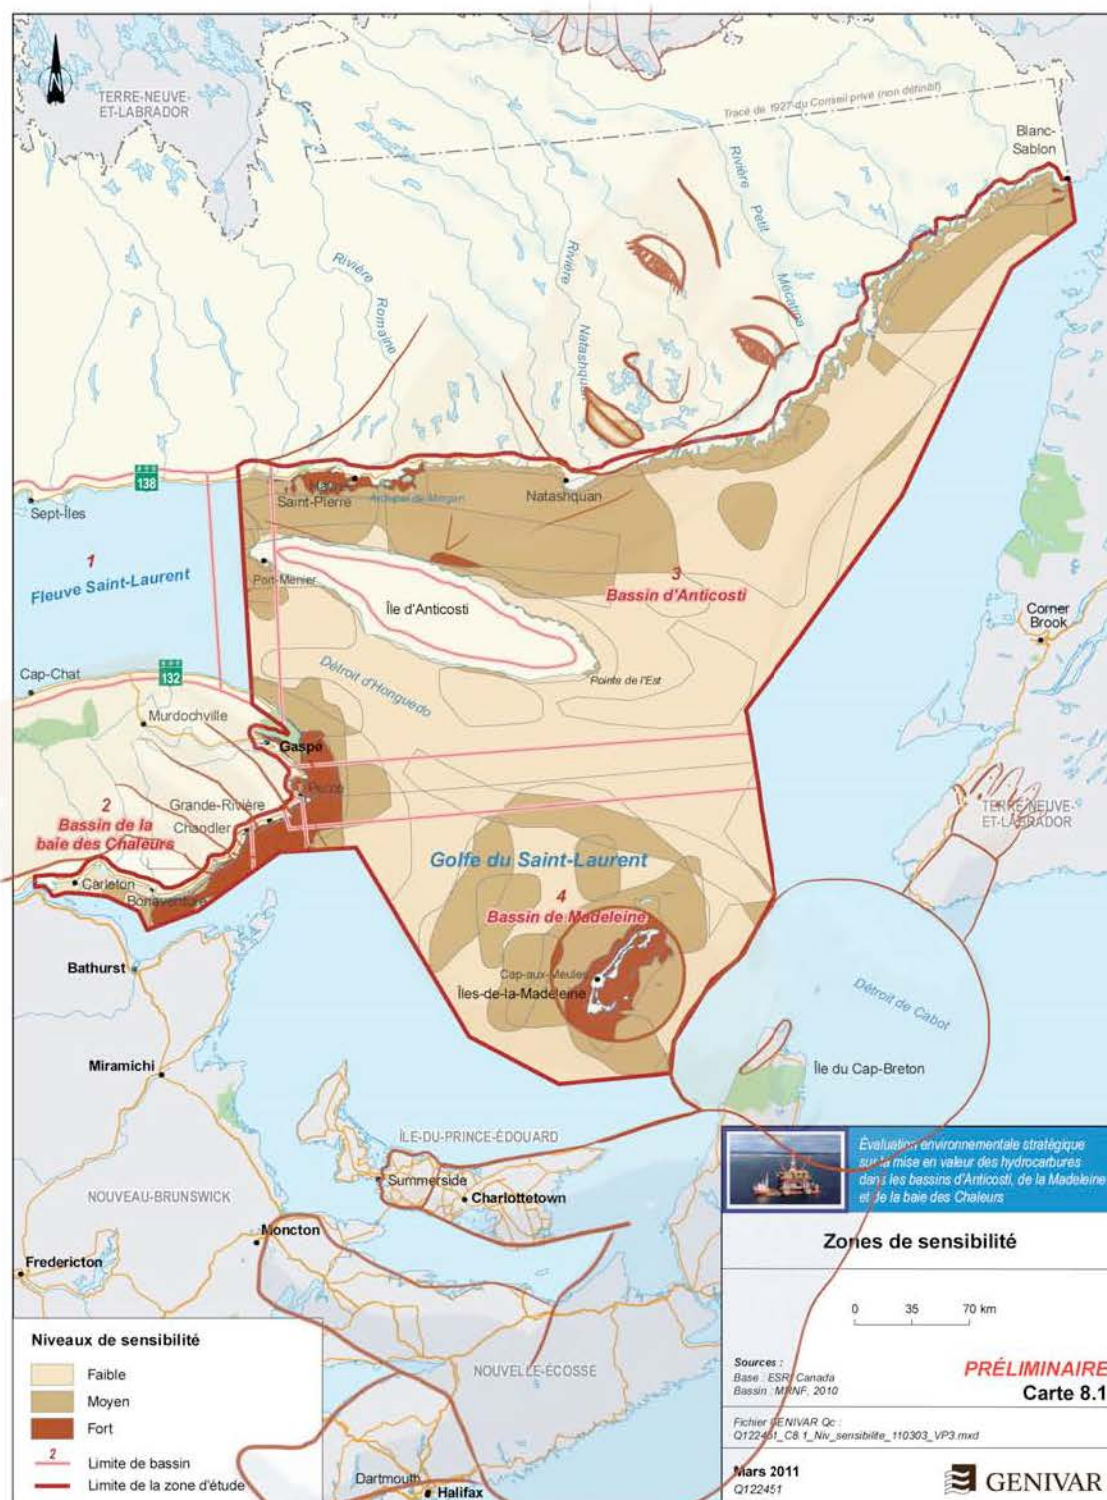 N
TERRE-NEUVE-
ET-LABRADOR
Tracé de 1927 du Conseil privé (non définitif)
Blanc-
Sablon
Rivière
Petit
Mécatina
Rivière
Romaine
Rivière
Natashquan
138
Sept-Îles
Saint-Pierre
Natashquan
1
Fleuve Saint-Laurent
Port-Menier
Île d'Anticosti
3
Bassin d'Anticosti
Corner
Brook
Cap-Chat
132
Détroit d'Honguedo
Pointe de l'Est
Murdochville
Gaspé
Percé
Grande-Rivière
Chandler
2
Bassin de la
baie des Chaleurs
TERRE-NEUVE-
ET-LABRADOR
Golfe du Saint-Laurent
Carleton
Bonaventure
4
Bassin de Madeleine
Bathurst
Cap-aux-Meules
Îles-de-la-Madeleine
Détroit de Cabot
Miramichi
Île du Cap-Breton
ÎLE-DU-PRINCE-ÉDOUARD
Summerside
Charlottetown
NOUVEAU-BRUNSWICK
Moncton
Fredericton
NOUVELLE-ÉCOSSE
Dartmouth
Halifax
Évaluation environnementale stratégique
sur la mise en valeur des hydrocarbures
dans les bassins d'Anticosti, de la Madeleine
et de la baie des Chaleurs
Zones de sensibilité
0 35 70 km
Sources :
Base : ESRI Canada
Bassin : MRNF, 2010
PRÉLIMINAIRE
Carte 8.1
Fichier GENIVAR Qc :
Q122451_C8.1_Niv_sensibilite_110303_VP3.mxd
Mars 2011
Q122451
GENIVAR
Niveaux de sensibilité
Faible
Moyen
Fort
2
Limite de bassin
Limite de la zone d'étude